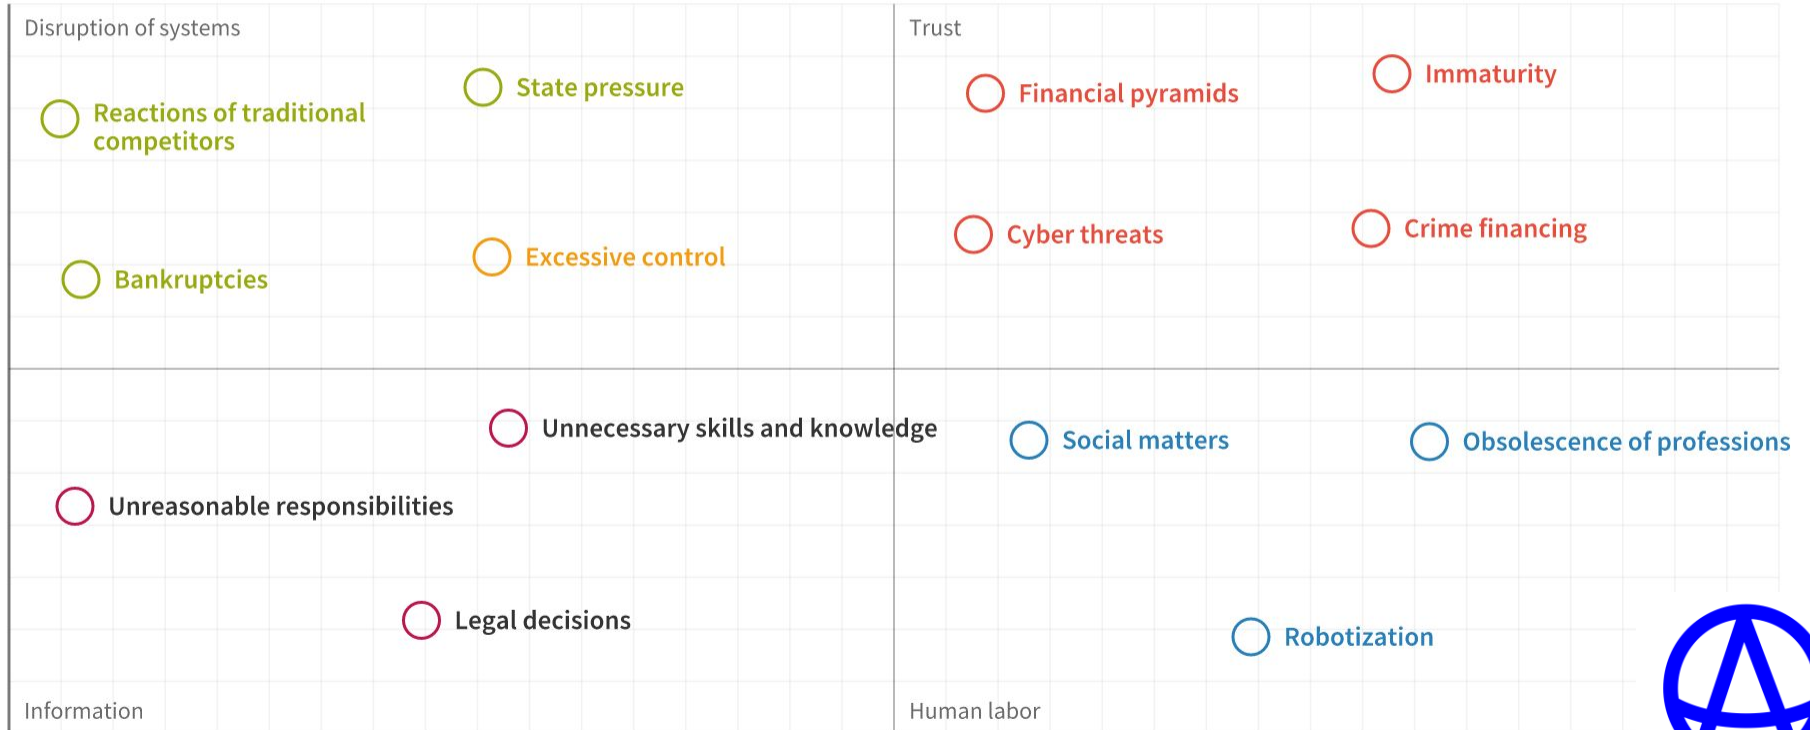 Disruption of systems
State pressure
Reactions of traditional
competitors
Excessive control
Bankruptcies
Trust
Immaturity
Financial pyramids
Crime financing
Cyber threats
Unnecessary skills and knowledge
Unreasonable responsibilities
Legal decisions
Information
Social matters
Obsolescence of professions
Robotization
Human labor